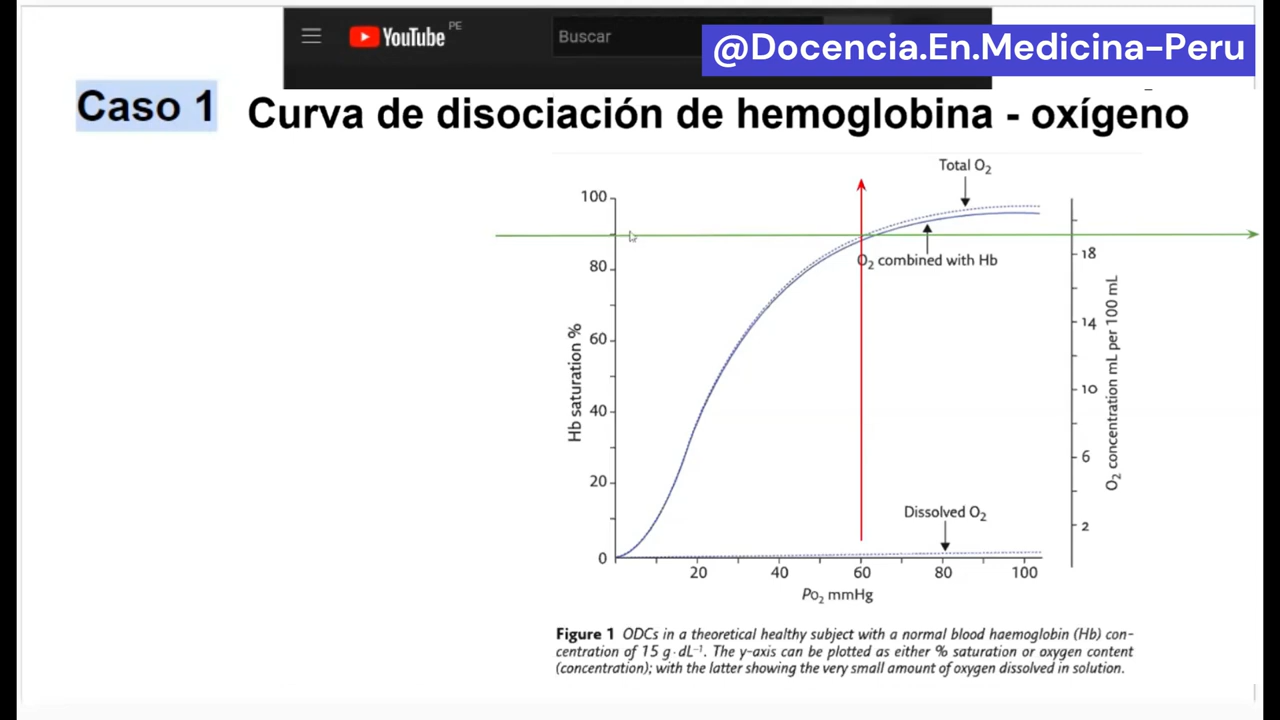 YouTube PE
Buscar
@Docencia.En.Medicina-Peru
Caso 1
Curva de disociación de hemoglobina - oxígeno
Total O₂
100
80
60
40
20
0
Hb saturation %
O₂ combined with Hb
18
14
10
6
2
O₂ concentration mL per 100 mL
Dissolved O₂
20 40 60 80 100
Po₂ mmHg
Figure 1 ODCs in a theoretical healthy subject with a normal blood haemoglobin (Hb) con-
centration of 15 g·dL⁻¹. The y-axis can be plotted as either % saturation or oxygen content
(concentration); with the latter showing the very small amount of oxygen dissolved in solution.